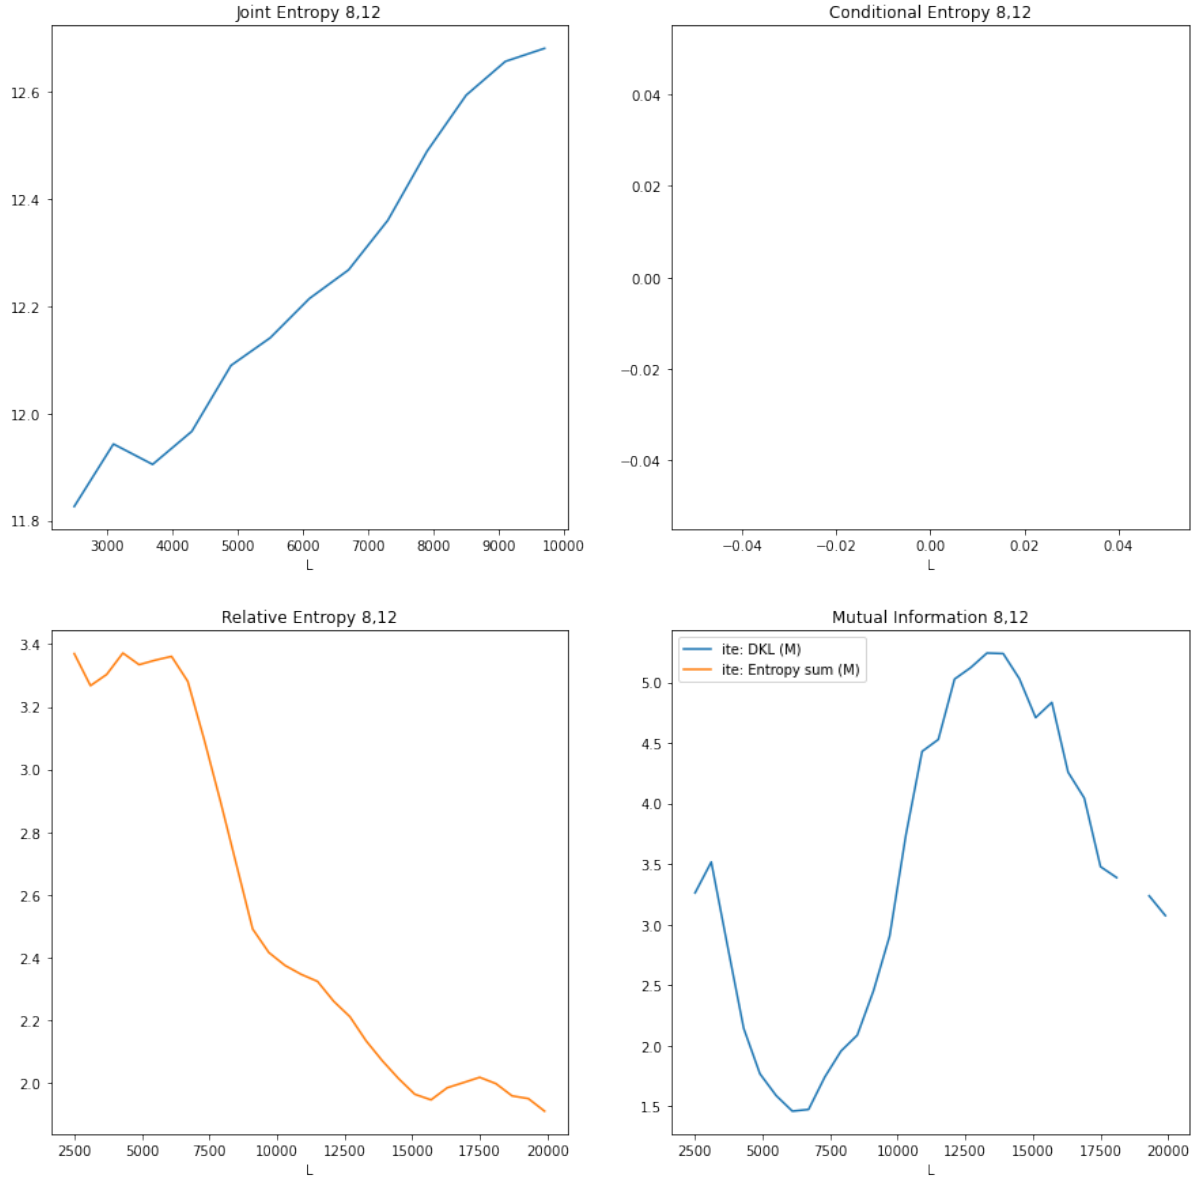 Joint Entropy 8,12
12.6
12.4
12.2
12.0
11.8
3000 4000 5000 6000 7000 8000 9000 10000
L
Conditional Entropy 8,12
0.04
0.02
0.00
−0.02
−0.04
−0.04 −0.02 0.00 0.02 0.04
L
Relative Entropy 8,12
3.4
3.2
3.0
2.8
2.6
2.4
2.2
2.0
2500 5000 7500 10000 12500 15000 17500 20000
L
Mutual Information 8,12
ite: DKL (M)
ite: Entropy sum (M)
5.0
4.5
4.0
3.5
3.0
2.5
2.0
1.5
2500 5000 7500 10000 12500 15000 17500 20000
L